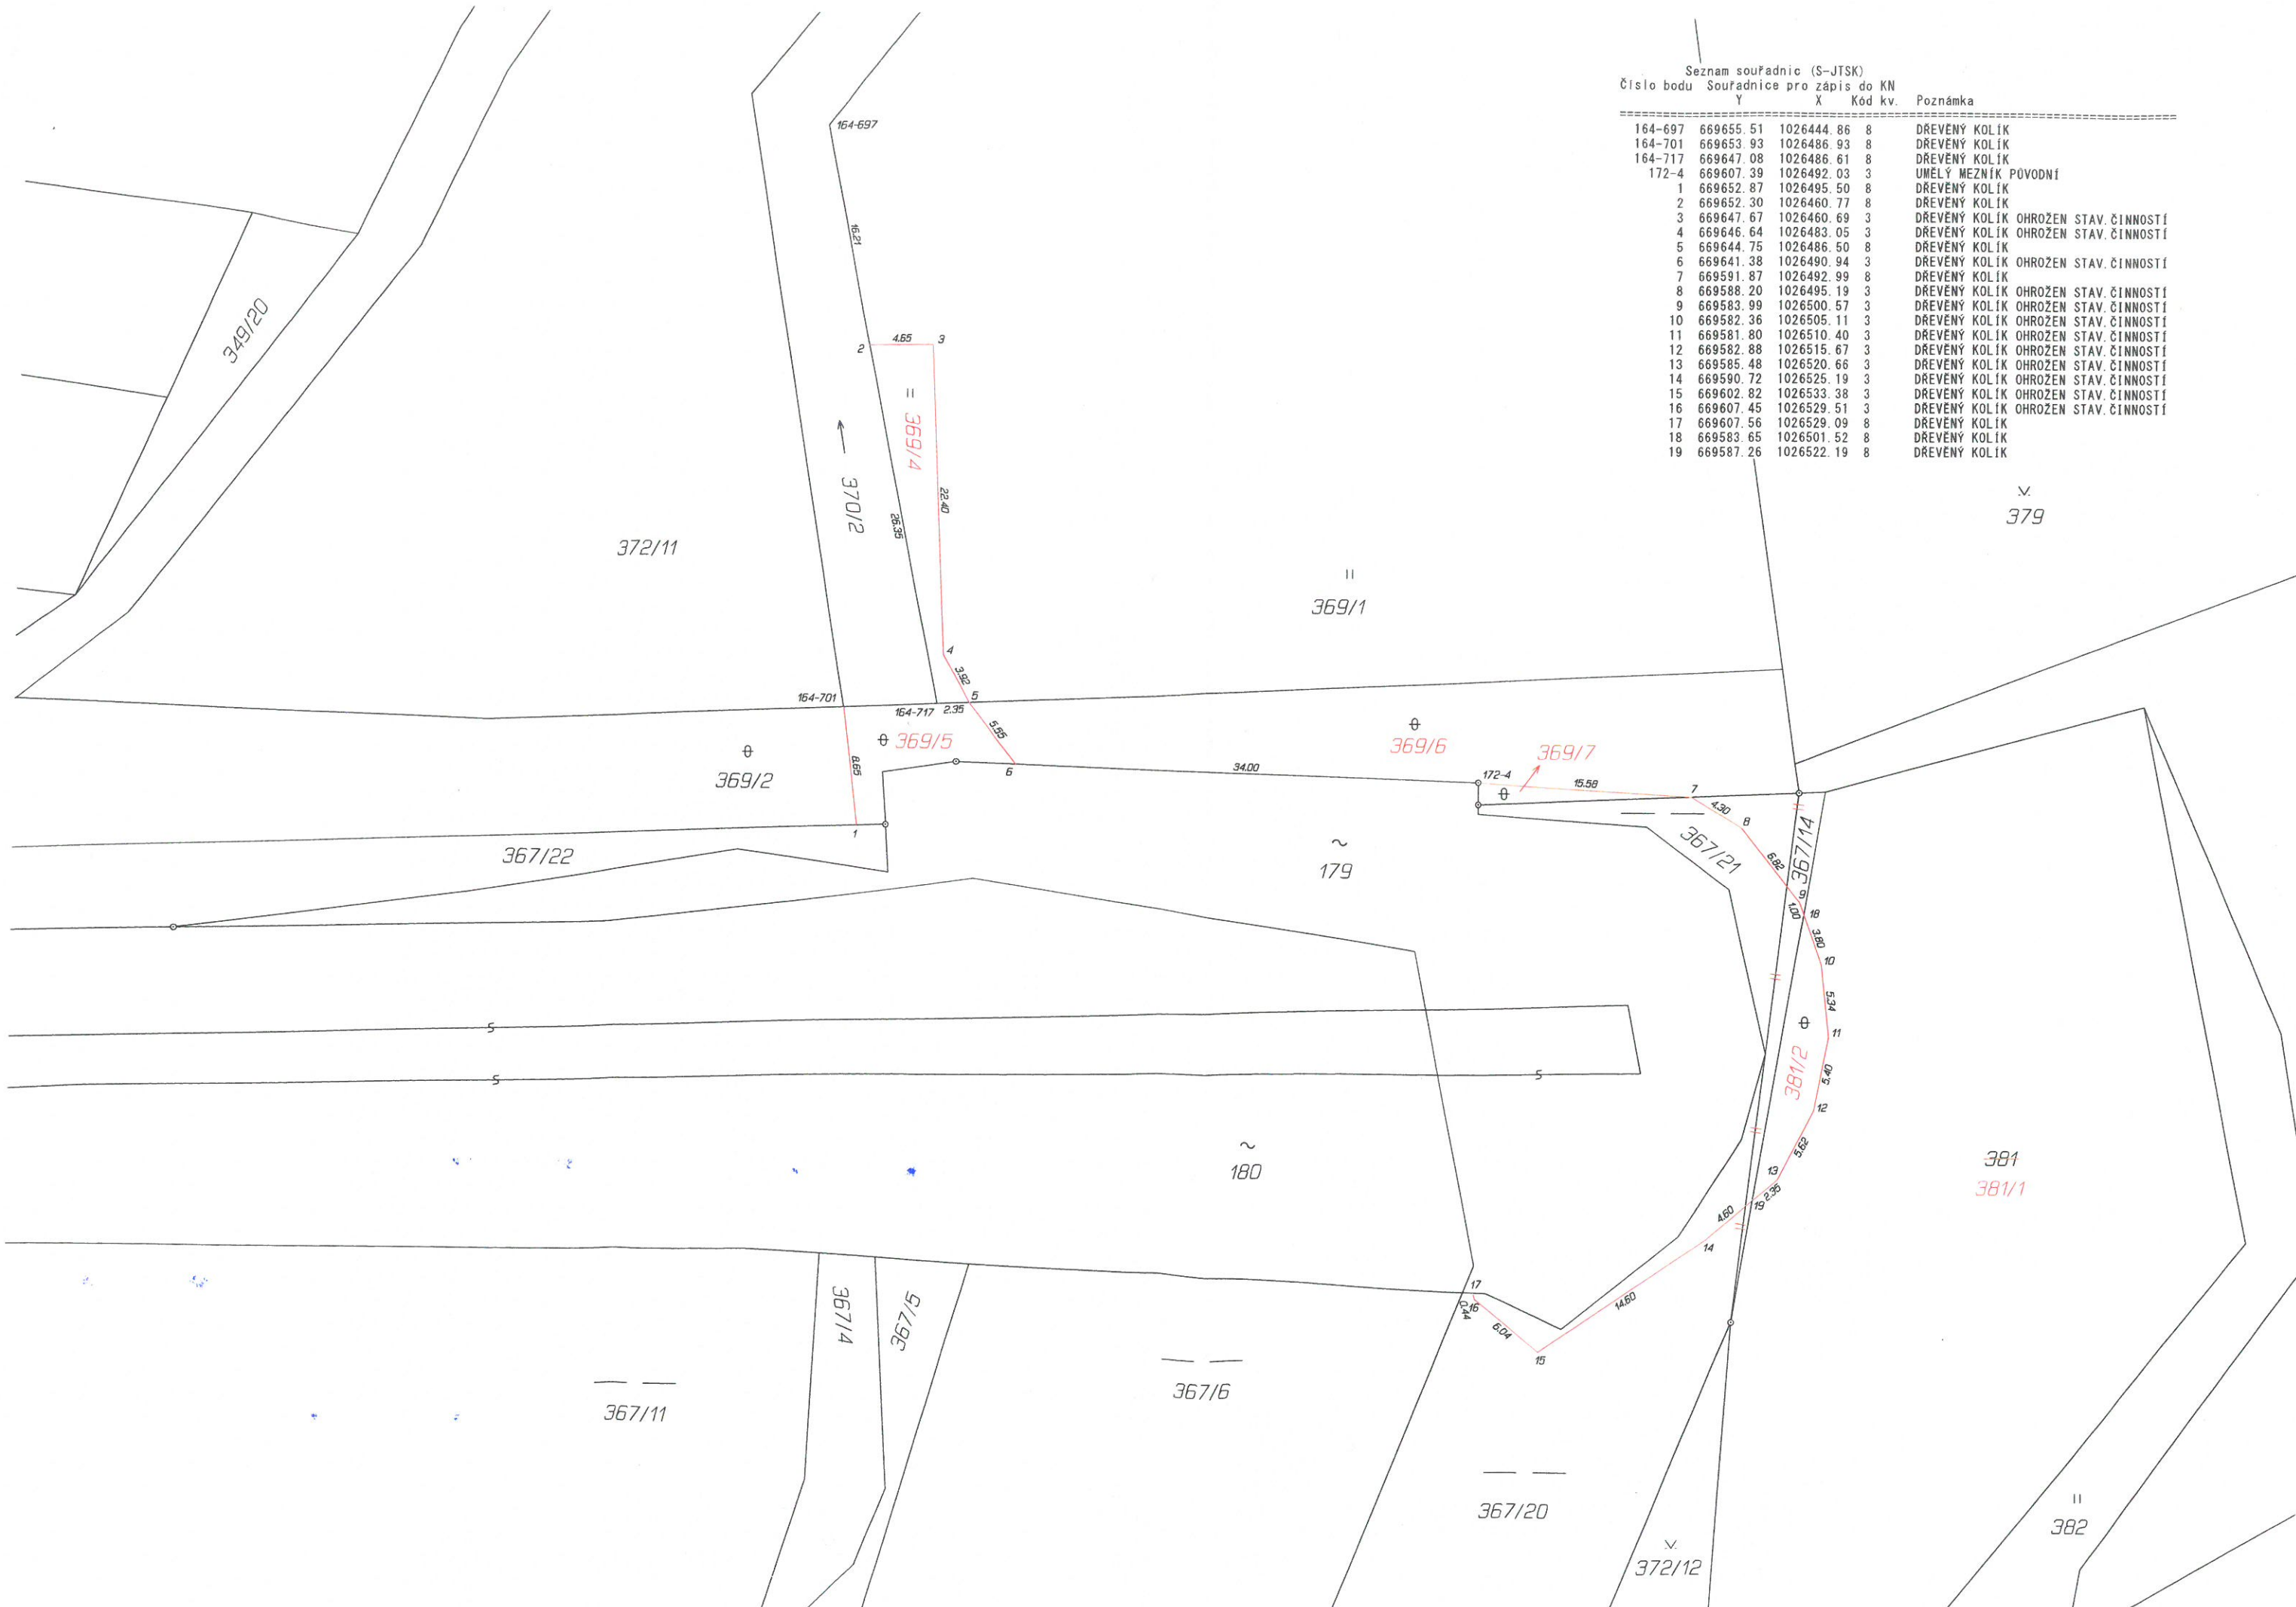 Seznam souřadnic (S-JTSK)
Číslo bodu Souřadnice pro zápis do KN
Y X Kód kv. Poznámka
164-697 669655.51 1026444.86 8 DŘEVĚNÝ KOLÍK
164-701 669653.93 1026486.93 8 DŘEVĚNÝ KOLÍK
164-717 669647.08 1026486.61 8 DŘEVĚNÝ KOLÍK
172-4 669607.39 1026492.03 3 UMĚLÝ MEZNÍK PŮVODNÍ
1 669652.87 1026495.50 8 DŘEVĚNÝ KOLÍK
2 669652.30 1026460.77 8 DŘEVĚNÝ KOLÍK
3 669647.67 1026460.69 3 DŘEVĚNÝ KOLÍK OHROŽEN STAV.ČINNOSTÍ
4 669646.64 1026483.05 3 DŘEVĚNÝ KOLÍK OHROŽEN STAV.ČINNOSTÍ
5 669644.75 1026486.50 8 DŘEVĚNÝ KOLÍK
6 669641.38 1026490.94 3 DŘEVĚNÝ KOLÍK OHROŽEN STAV.ČINNOSTÍ
7 669591.87 1026492.99 8 DŘEVĚNÝ KOLÍK
8 669588.20 1026495.19 3 DŘEVĚNÝ KOLÍK OHROŽEN STAV.ČINNOSTÍ
9 669583.99 1026500.57 3 DŘEVĚNÝ KOLÍK OHROŽEN STAV.ČINNOSTÍ
10 669582.36 1026505.11 3 DŘEVĚNÝ KOLÍK OHROŽEN STAV.ČINNOSTÍ
11 669581.80 1026510.40 3 DŘEVĚNÝ KOLÍK OHROŽEN STAV.ČINNOSTÍ
12 669582.88 1026515.67 3 DŘEVĚNÝ KOLÍK OHROŽEN STAV.ČINNOSTÍ
13 669585.48 1026520.66 3 DŘEVĚNÝ KOLÍK OHROŽEN STAV.ČINNOSTÍ
14 669590.72 1026525.19 3 DŘEVĚNÝ KOLÍK OHROŽEN STAV.ČINNOSTÍ
15 669602.82 1026533.38 3 DŘEVĚNÝ KOLÍK OHROŽEN STAV.ČINNOSTÍ
16 669607.45 1026529.51 3 DŘEVĚNÝ KOLÍK OHROŽEN STAV.ČINNOSTÍ
17 669607.56 1026529.09 8 DŘEVĚNÝ KOLÍK
18 669583.65 1026501.52 8 DŘEVĚNÝ KOLÍK
19 669587.26 1026522.19 8 DŘEVĚNÝ KOLÍK
164-697
16.21
349/20
2
4.65
3
369/4
370/2
22.40
26.35
379
372/11
369/1
4
3.92
164-701
164-717
2.35
5
5.55
369/5
369/6
369/7
8.65
369/2
6
34.00
172-4
15.58
7
4.30
8
1
367/22
179
367/21
367/14
6.82
9
1.00
18
3.80
10
5.34
11
381/2
5.40
12
5.62
180
381
381/1
13
2.35
19
4.60
14
17
16
0.44
6.04
14.60
15
367/4
367/5
367/11
367/6
367/20
372/12
382